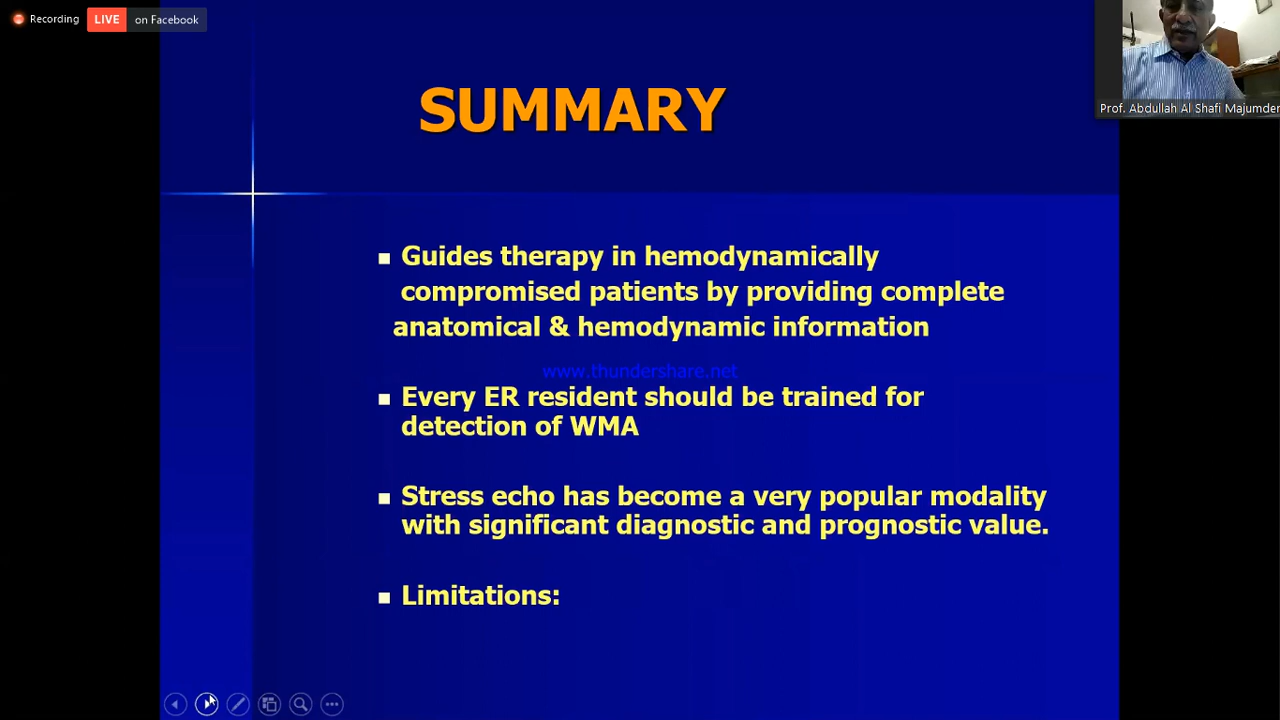 Recording
LIVE on Facebook
Prof. Abdullah Al Shafi Majumder
SUMMARY
Guides therapy in hemodynamically
compromised patients by providing complete
anatomical & hemodynamic information
www.thundershare.net
Every ER resident should be trained for
detection of WMA
Stress echo has become a very popular modality
with significant diagnostic and prognostic value.
Limitations: